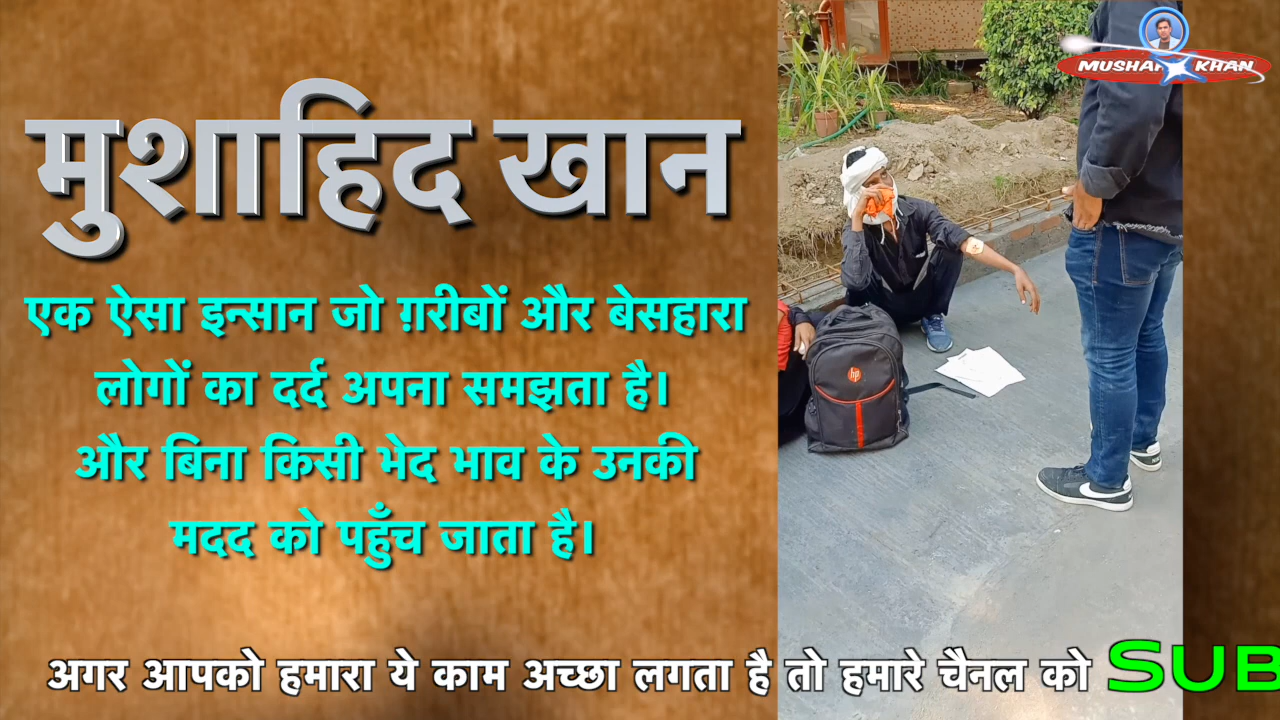 मुशाहिद खान
एक ऐसा इन्सान जो ग़रीबों और बेसहारा
लोगों का दर्द अपना समझता है।
और बिना किसी भेद भाव के उनकी
मदद को पहुँच जाता है।
KHAN
hp
अगर आपको हमारा ये काम अच्छा लगता है तो हमारे चैनल को SUB